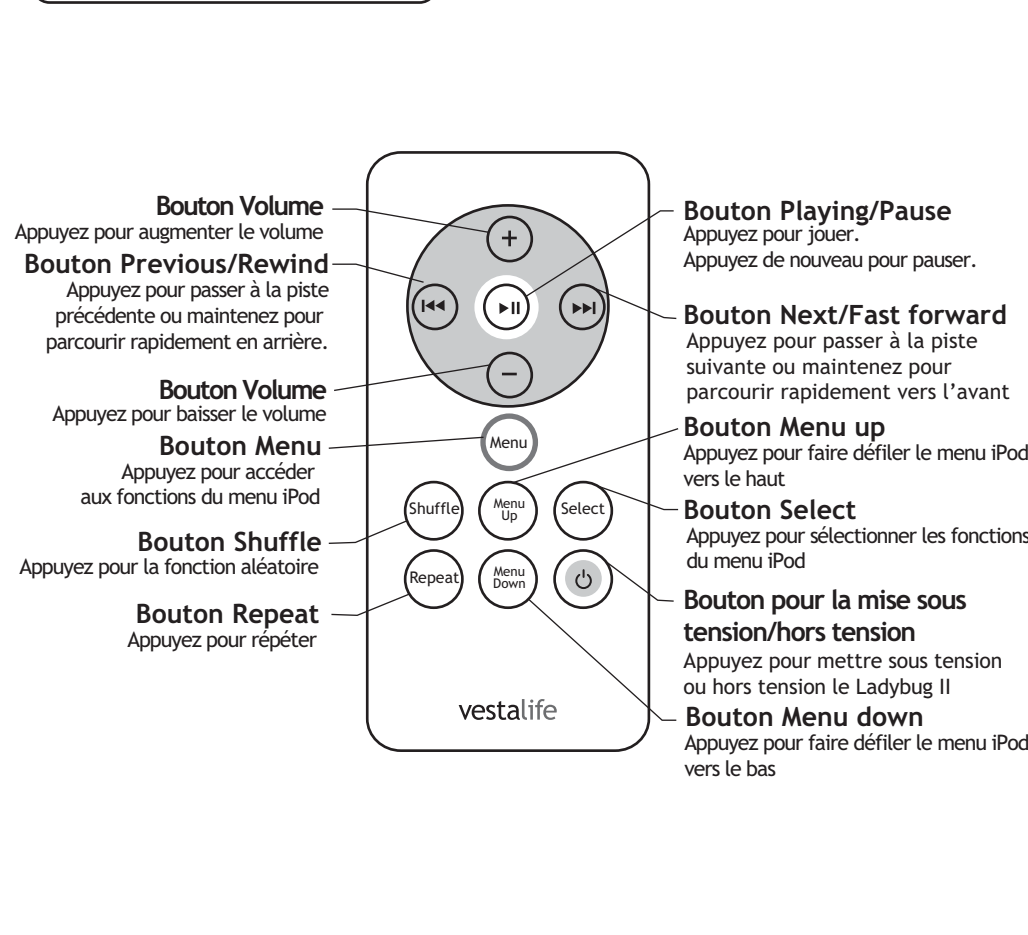 Bouton Volume
Appuyez pour augmenter le volume
Bouton Previous/Rewind
Appuyez pour passer à la piste
précédente ou maintenez pour
parcourir rapidement en arrière.
Bouton Volume
Appuyez pour baisser le volume
Bouton Menu
Appuyez pour accéder
aux fonctions du menu iPod
Bouton Shuffle
Appuyez pour la fonction aléatoire
Bouton Repeat
Appuyez pour répéter
Menu
Shuffle
Menu
Up
Select
Repeat
Menu
Down
vestalife
Bouton Playing/Pause
Appuyez pour jouer.
Appuyez de nouveau pour pauser.
Bouton Next/Fast forward
Appuyez pour passer à la piste
suivante ou maintenez pour
parcourir rapidement vers l’avant
Bouton Menu up
Appuyez pour faire défiler le menu iPod
vers le haut
Bouton Select
Appuyez pour sélectionner les fonctions
du menu iPod
Bouton pour la mise sous
tension/hors tension
Appuyez pour mettre sous tension
ou hors tension le Ladybug II
Bouton Menu down
Appuyez pour faire défiler le menu iPod
vers le bas